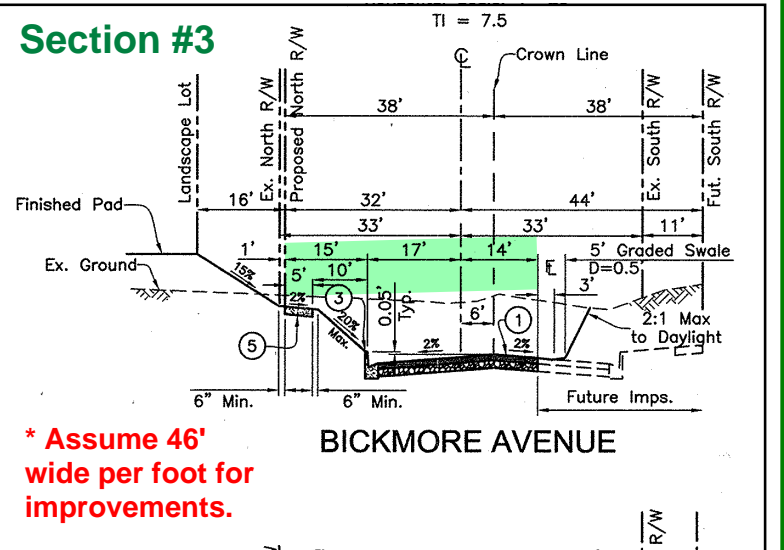 TI = 7.5
Section #3
Crown Line
Landscape Lot
Ex. North R/W
Proposed North R/W
Ex. South R/W
Fut. South R/W
38'
38'
16'
32'
44'
Finished Pad
33'
33'
11'
1'
15'
17'
14'
5' Graded Swale
D=0.5'
Ex. Ground
15%
5'
10'
3'
2%
3
20%
Max.
0.05'
Typ.
6'
1
2:1 Max
to Daylight
5
2%
2%
6" Min.
6" Min.
Future Imps.
* Assume 46'
wide per foot for
improvements.
BICKMORE AVENUE
R/W